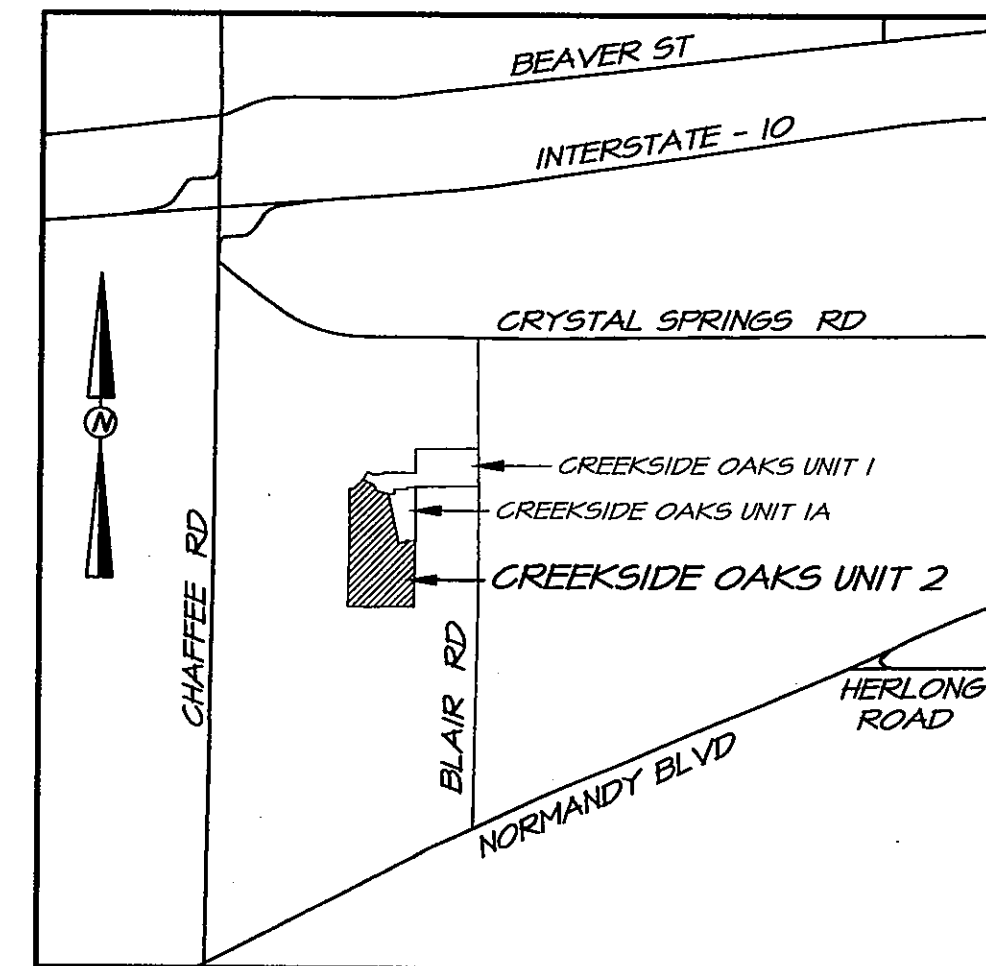 BEAVER ST
INTERSTATE - 10
CRYSTAL SPRINGS RD
N
CREEKSIDE OAKS UNIT 1
CREEKSIDE OAKS UNIT 1A
CREEKSIDE OAKS UNIT 2
CHAFFEE RD
BLAIR RD
HERLONG
ROAD
NORMANDY BLVD